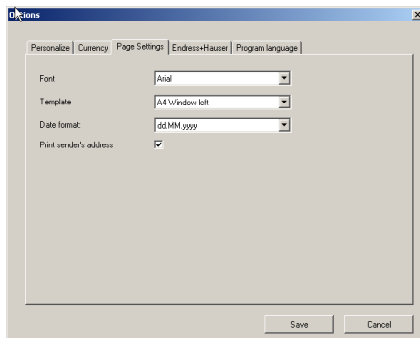 Options
Personalize Currency Page Settings Endress+Hauser Program language
Font Arial
Template A4 Window left
Date format: dd.MM.yyyy
Print sender's address
Save Cancel